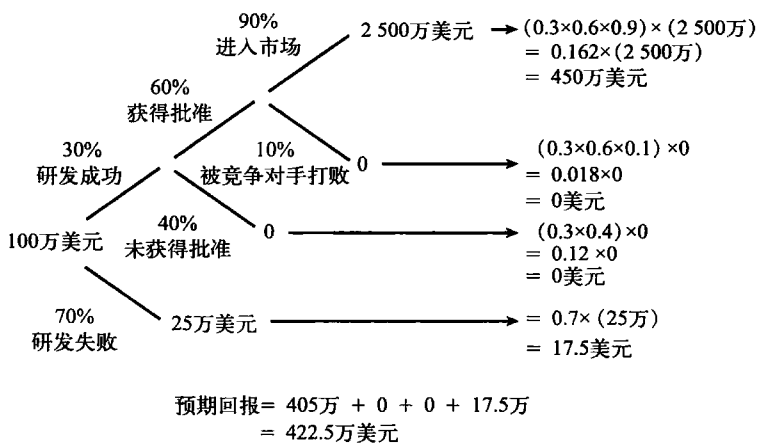 90%
进入市场
2 500万美元
(0.3×0.6×0.9) × (2 500万)
= 0.162×(2 500万)
= 450万美元
60%
获得批准
30%
研发成功
10%
被竞争对手打败
0
(0.3×0.6×0.1) ×0
= 0.018×0
= 0美元
100万美元
40%
未获得批准
0
(0.3×0.4) ×0
= 0.12 ×0
= 0美元
70%
研发失败
25万美元
= 0.7× (25万)
= 17.5美元
预期回报= 405万 + 0 + 0 + 17.5万
= 422.5万美元